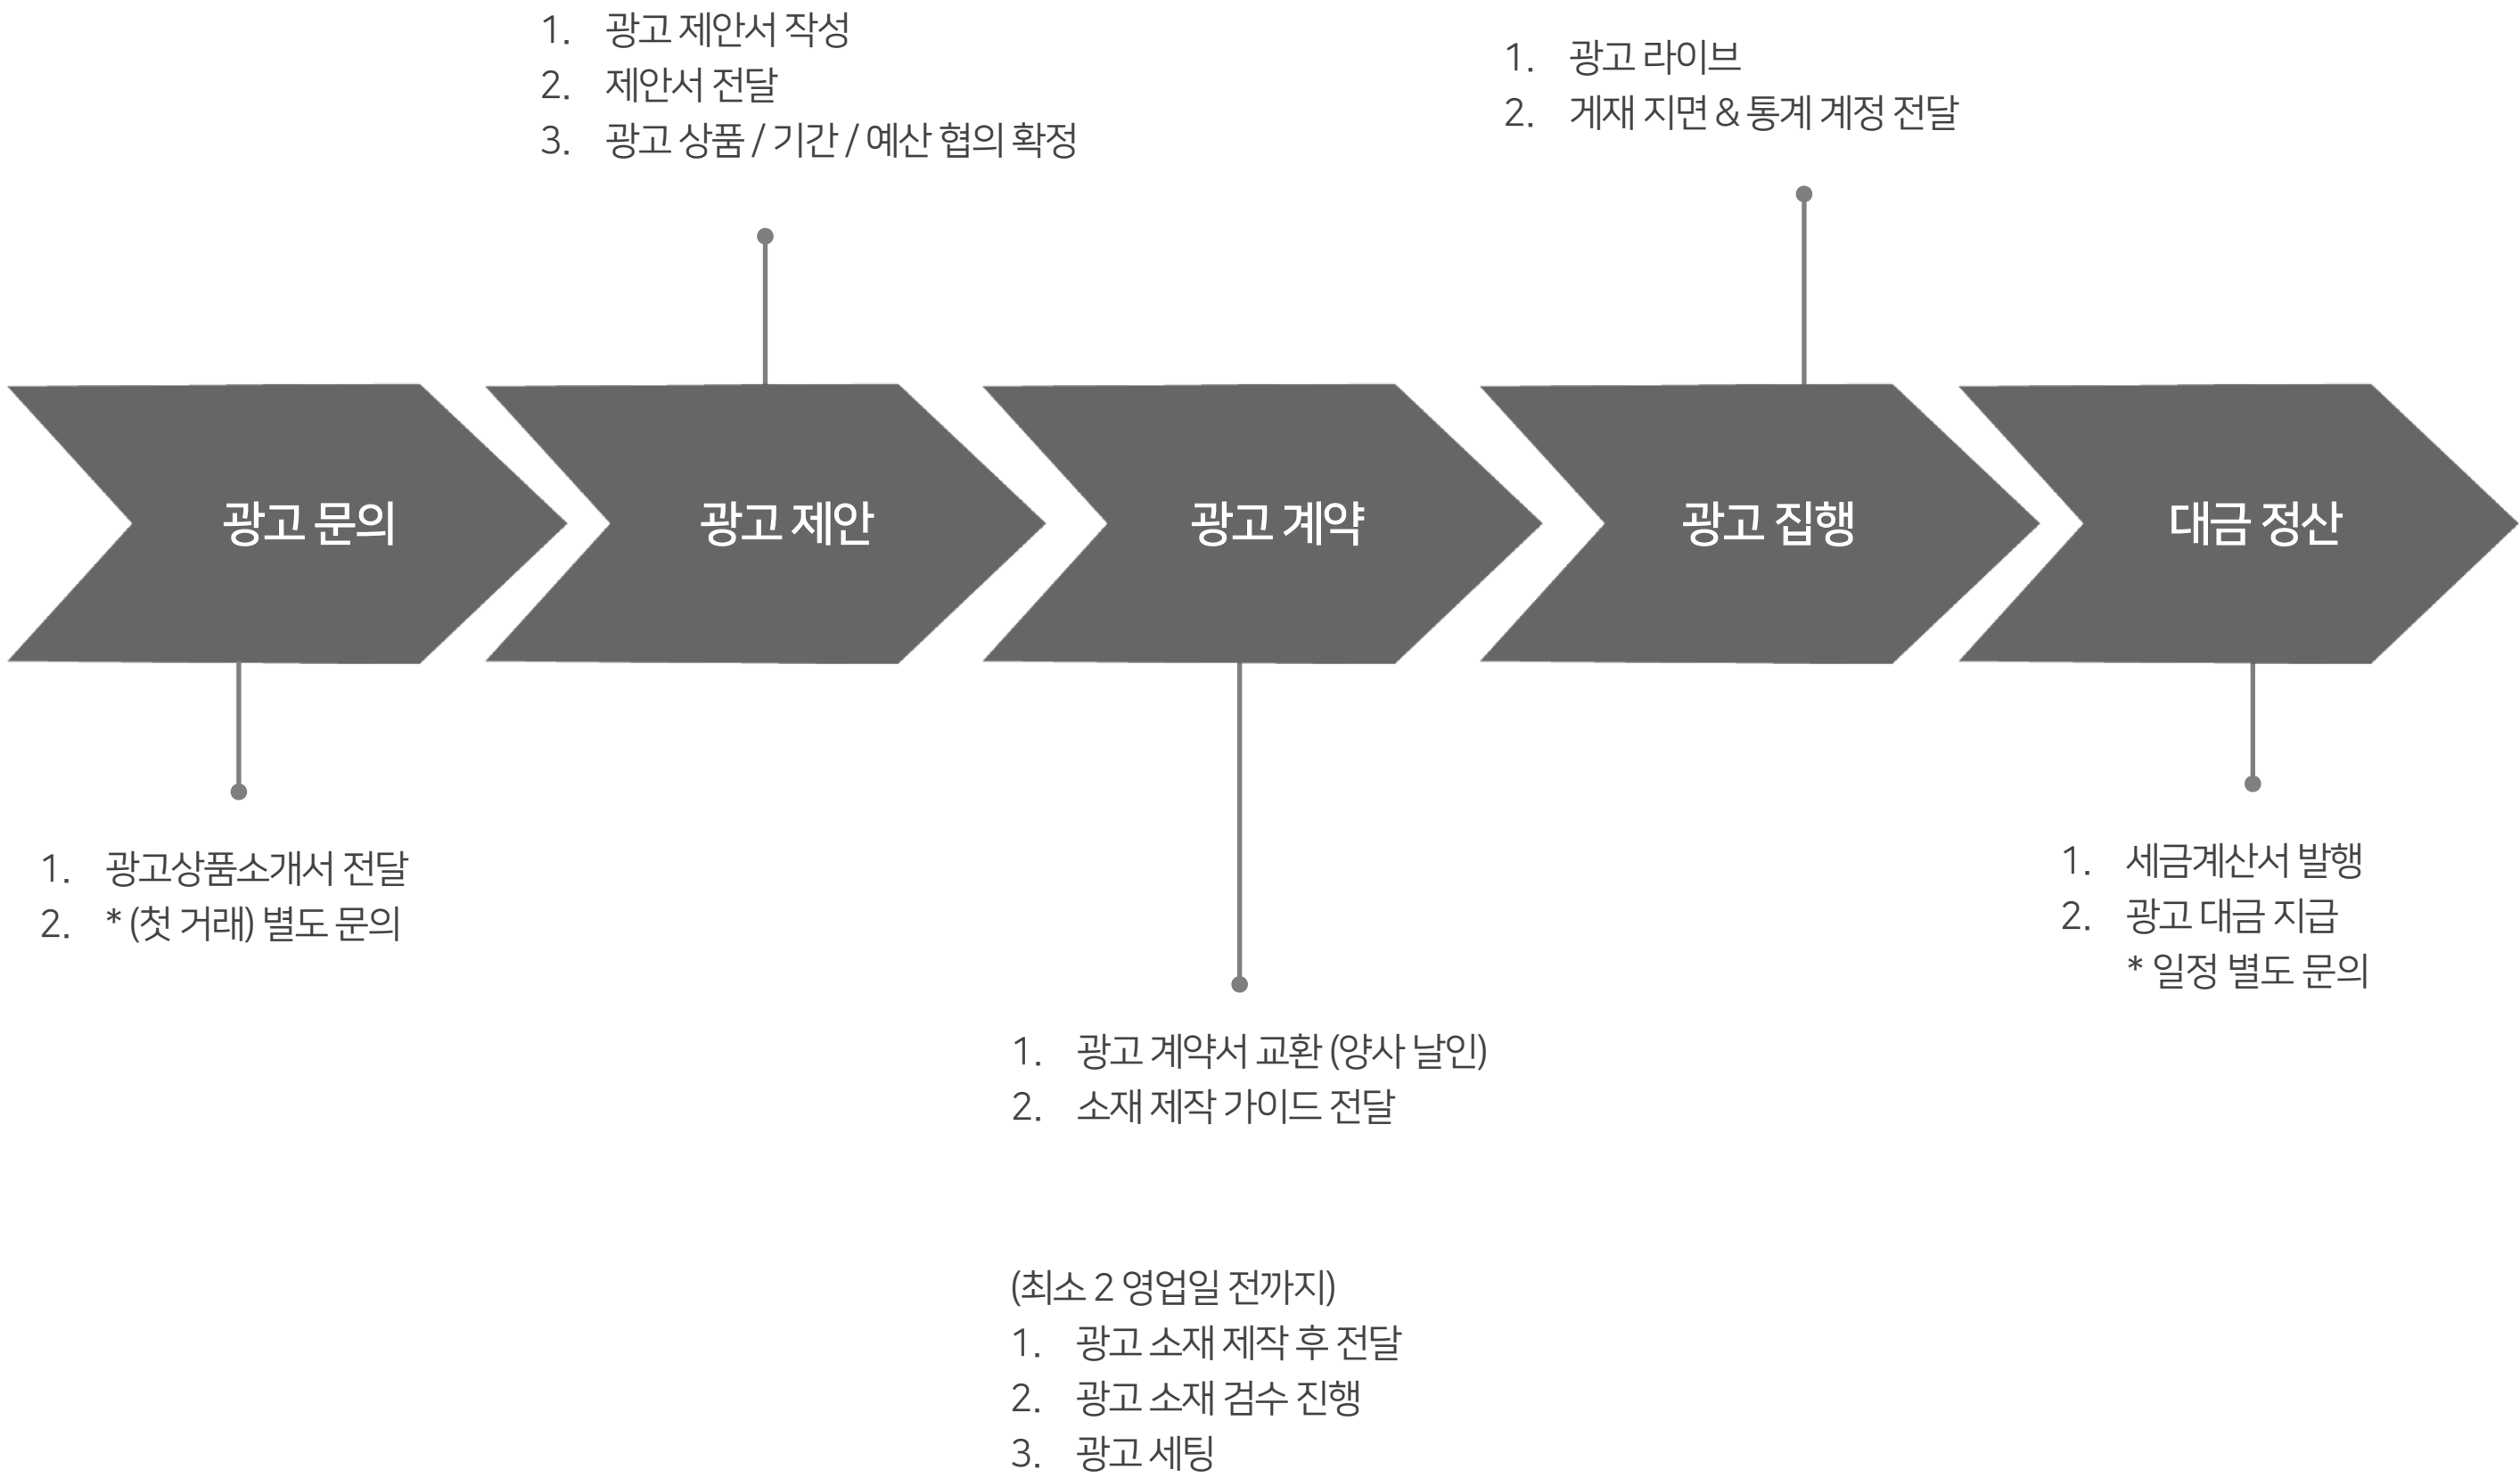 1. 광고 제안서 작성
2. 제안서 전달
3. 광고 상품 / 기간 / 예산 협의 확정
1. 광고 라이브
2. 게재 지면 & 통계 계정 전달
광고 문의
광고 제안
광고 계약
광고 집행
대금 정산
1. 광고상품소개서 전달
2. * (첫 거래) 별도 문의
1. 세금계산서 발행
2. 광고 대금 지급
* 일정 별도 문의
1. 광고 계약서 교환 (양사 날인)
2. 소재 제작 가이드 전달
(최소 2 영업일 전까지)
1. 광고 소재 제작 후 전달
2. 광고 소재 검수 진행
3. 광고 세팅